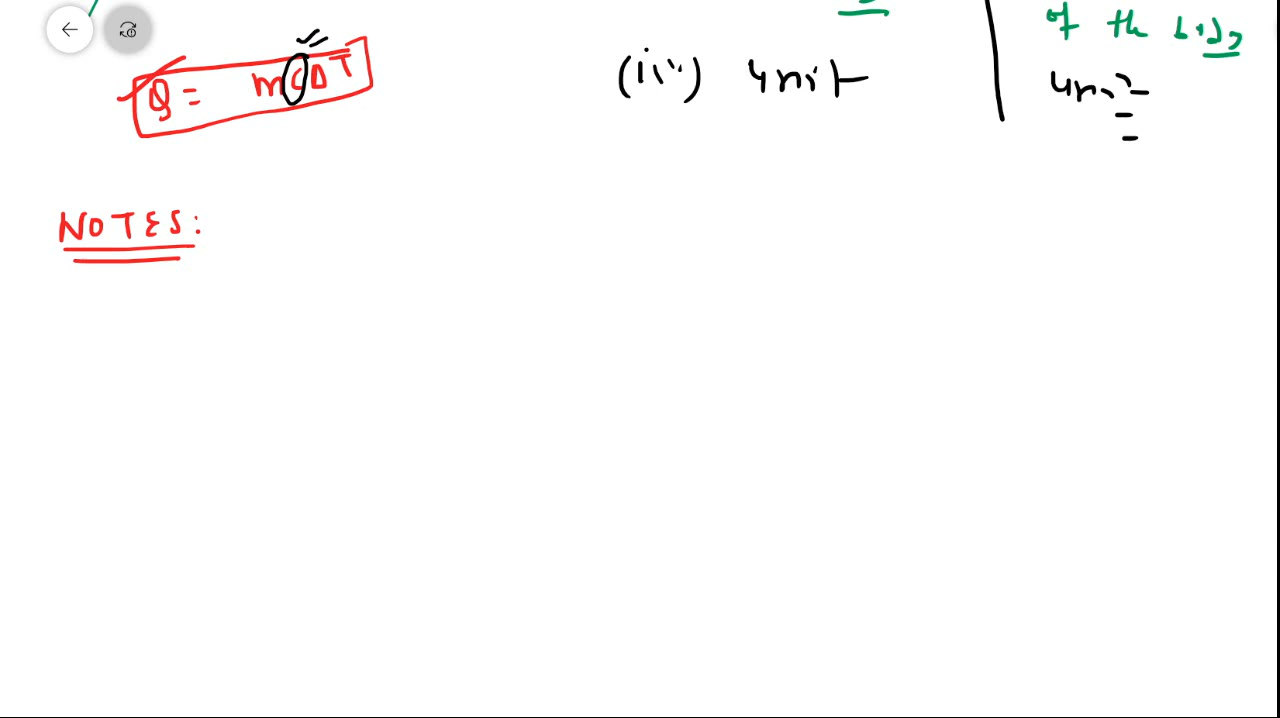 of the body
Q = mCΔT
(iii) unit
unit
NOTES: